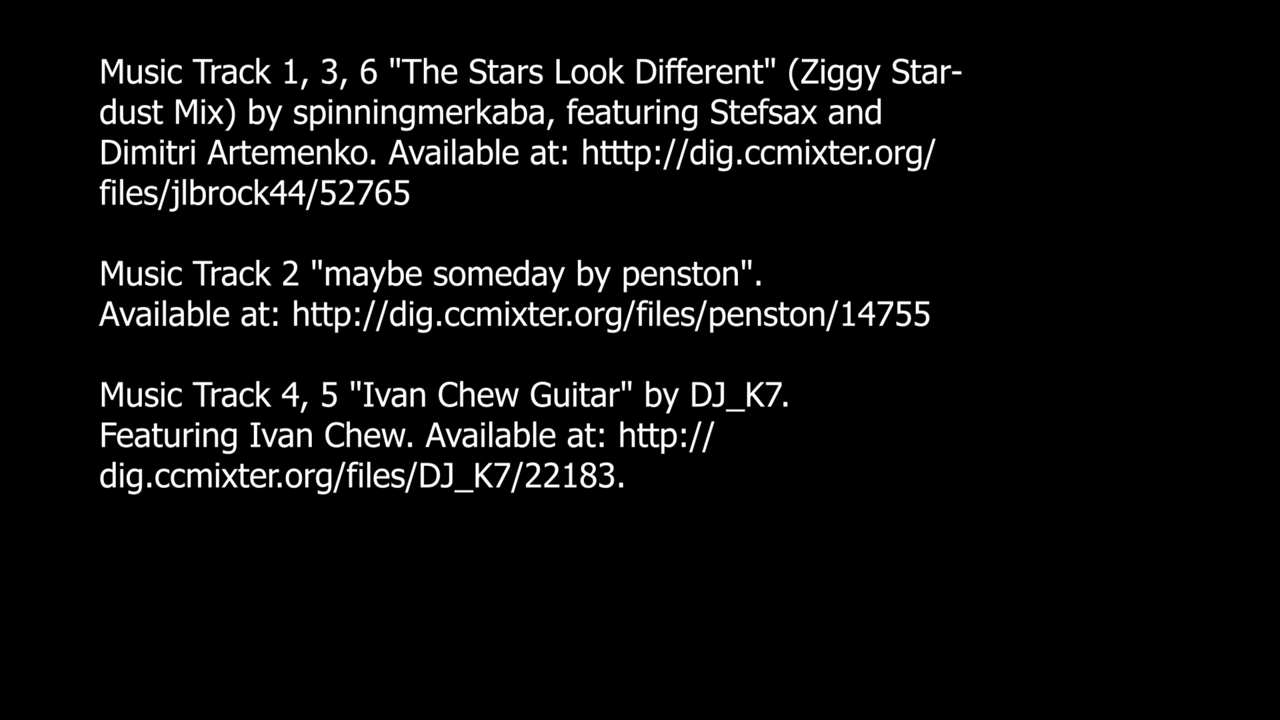 Music Track 1, 3, 6 "The Stars Look Different" (Ziggy Star-
dust Mix) by spinningmerkaba, featuring Stefsax and
Dimitri Artemenko. Available at: htttp://dig.ccmixter.org/
files/jlbrock44/52765
Music Track 2 "maybe someday by penston".
Available at: http://dig.ccmixter.org/files/penston/14755
Music Track 4, 5 "Ivan Chew Guitar" by DJ_K7.
Featuring Ivan Chew. Available at: http://
dig.ccmixter.org/files/DJ_K7/22183.